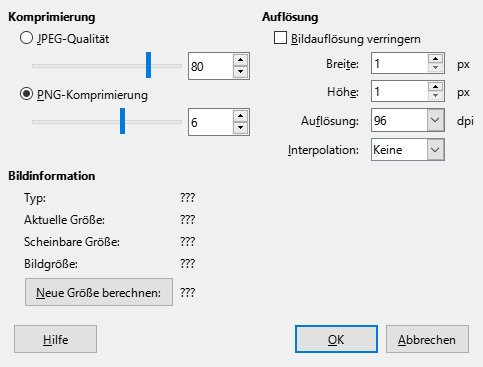 Komprimierung
JPEG-Qualität
80
PNG-Komprimierung
6
Auflösung
Bildauflösung verringern
Breite: 1 px
Höhe: 1 px
Auflösung: 96 dpi
Interpolation: Keine
Bildinformation
Typ: ???
Aktuelle Größe: ???
Scheinbare Größe: ???
Bildgröße: ???
Neue Größe berechnen: ???
Hilfe OK Abbrechen